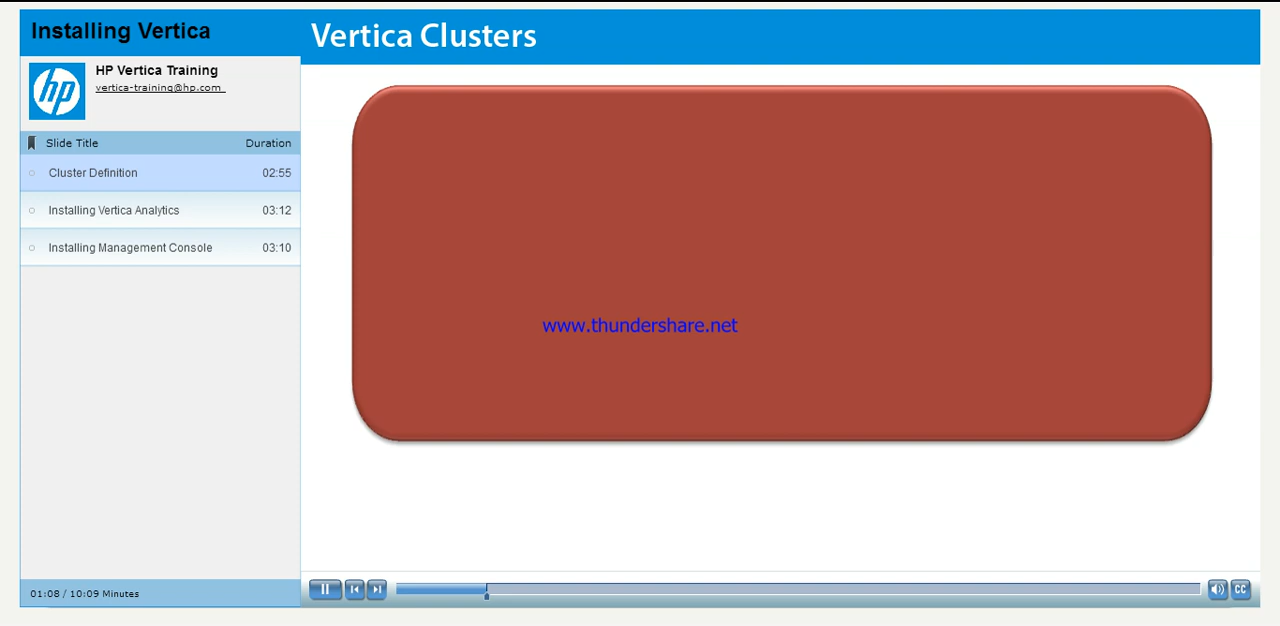 Installing Vertica
Vertica Clusters
hp
HP Vertica Training
vertica-training@hp.com
Slide Title Duration
Cluster Definition 02:55
Installing Vertica Analytics 03:12
Installing Management Console 03:10
www.thundershare.net
01:08 / 10:09 Minutes
CC